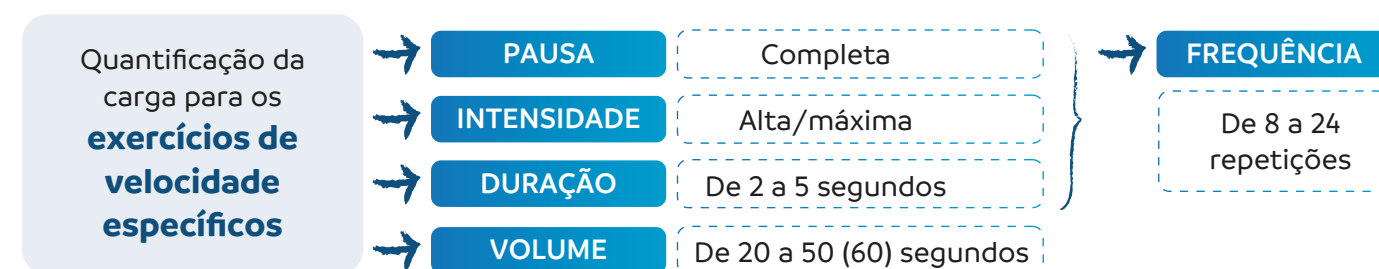 Quantificação da
carga para os
exercícios de
velocidade
específicos
PAUSA
Completa
INTENSIDADE
Alta/máxima
DURAÇÃO
De 2 a 5 segundos
VOLUME
De 20 a 50 (60) segundos
FREQUÊNCIA
De 8 a 24
repetições